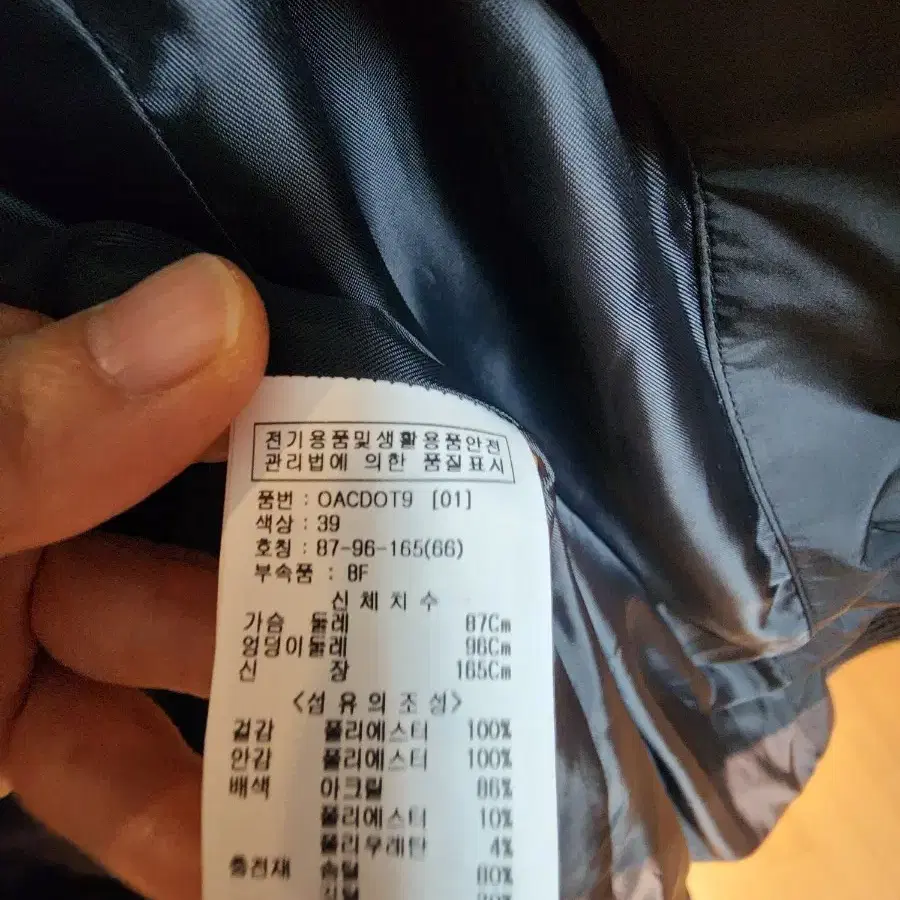 전기용품및생활용품안전
관리법에 의한 품질표시
품번 : OACDOT9 [01]
색상 : 39
호칭 : 87-96-165(66)
부속품 : BF
신체치수
가슴 둘레 87Cm
엉덩이둘레 96Cm
신 장 165Cm
<섬유의조성>
겉감 폴리에스터 100%
안감 폴리에스터 100%
배색 아크릴 86%
폴리에스터 10%
폴리우레탄 4%
충전재 솜털 80%